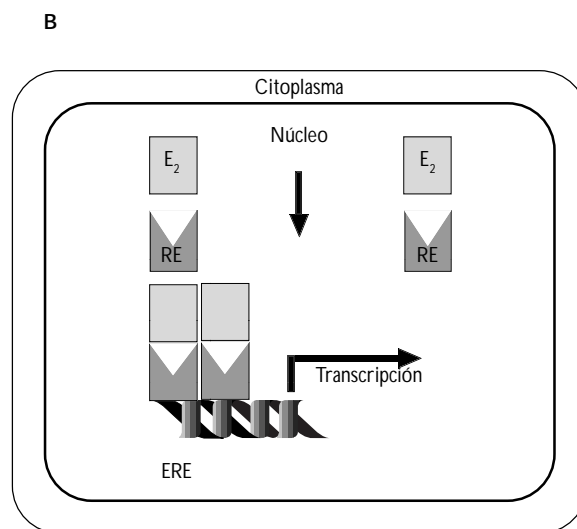 B
Citoplasma
Núcleo
E₂
E₂
RE
RE
Transcripción
ERE